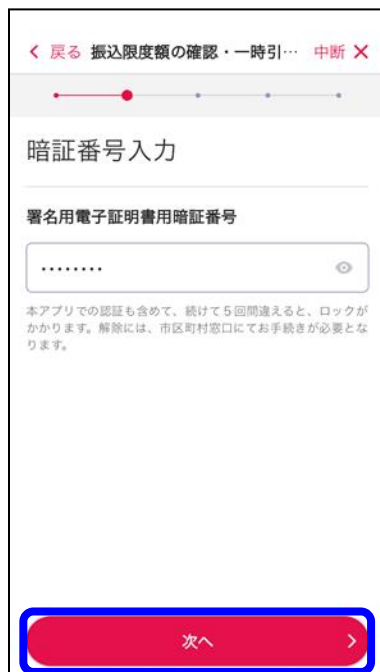 戻る 振込限度額の確認・一時引… 中断 ✕
暗証番号入力
署名用電子証明書用暗証番号
••••••••
本アプリでの認証も含めて、続けて5回間違えると、ロックが
かかります。解除には、市区町村窓口にてお手続きが必要とな
ります。
次へ